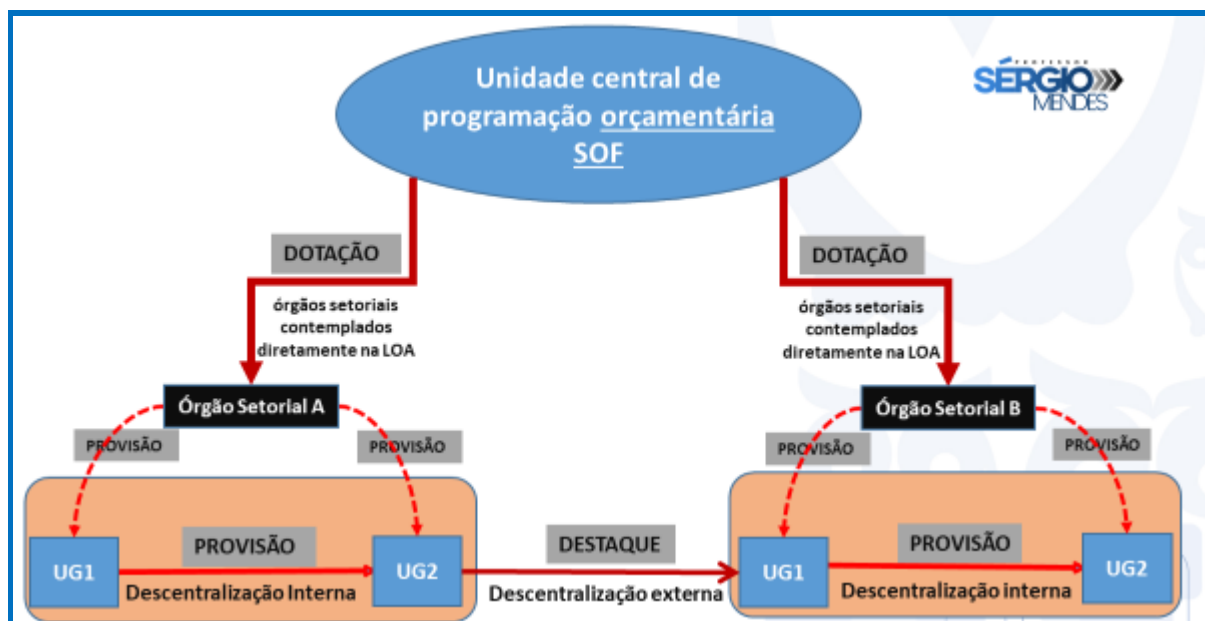 Unidade central de
programação orçamentária
SOF
PROFESSOR
SÉRGIO
MENDES
DOTAÇÃO
órgãos setoriais
contemplados
diretamente na LOA
DOTAÇÃO
órgãos setoriais
contemplados
diretamente na LOA
Órgão Setorial A
Órgão Setorial B
PROVISÃO
PROVISÃO
PROVISÃO
PROVISÃO
UG1
PROVISÃO
Descentralização Interna
UG2
DESTAQUE
Descentralização externa
UG1
PROVISÃO
Descentralização interna
UG2